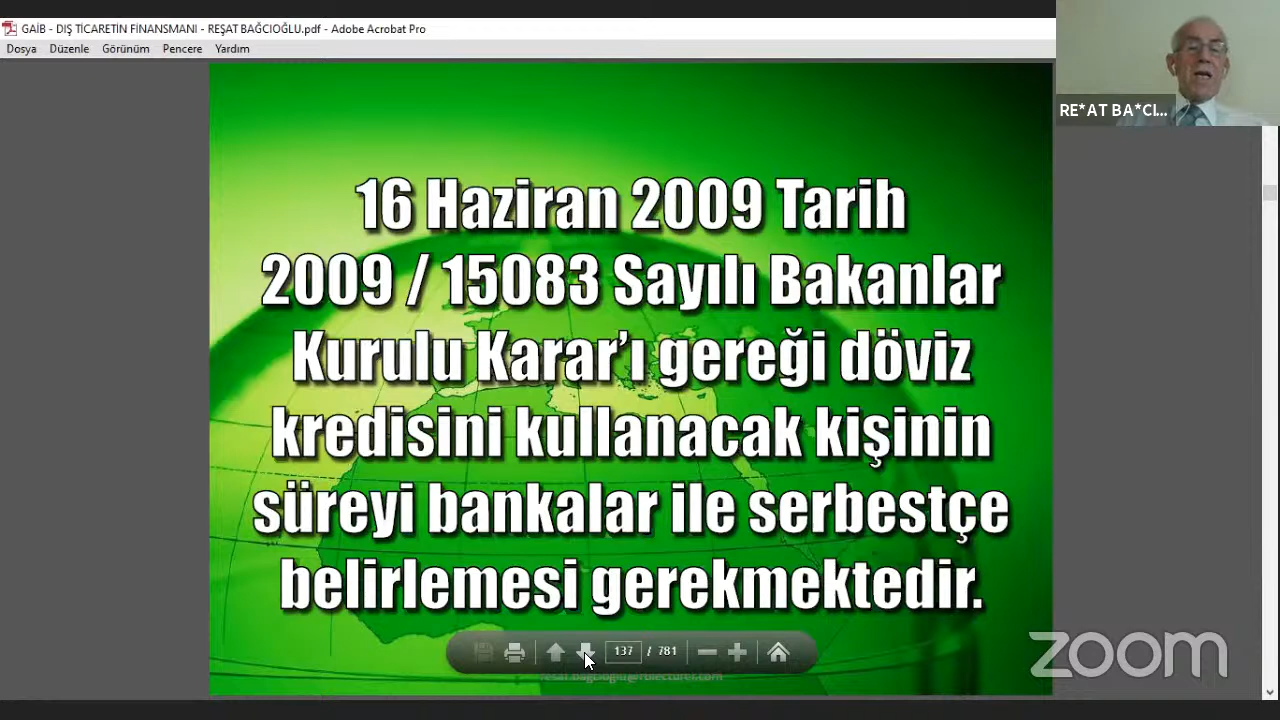 GAİB - DIŞ TİCARETİN FİNANSMANI - REŞAT BAĞCIOĞLU.pdf - Adobe Acrobat Pro
Dosya Düzenle Görünüm Pencere Yardım
RE*AT BA*CI...
16 Haziran 2009 Tarih
2009 / 15083 Sayılı Bakanlar
Kurulu Karar’ı gereği döviz
kredisini kullanacak kişinin
süreyi bankalar ile serbestçe
belirlemesi gerekmektedir.
137 / 781
zoom